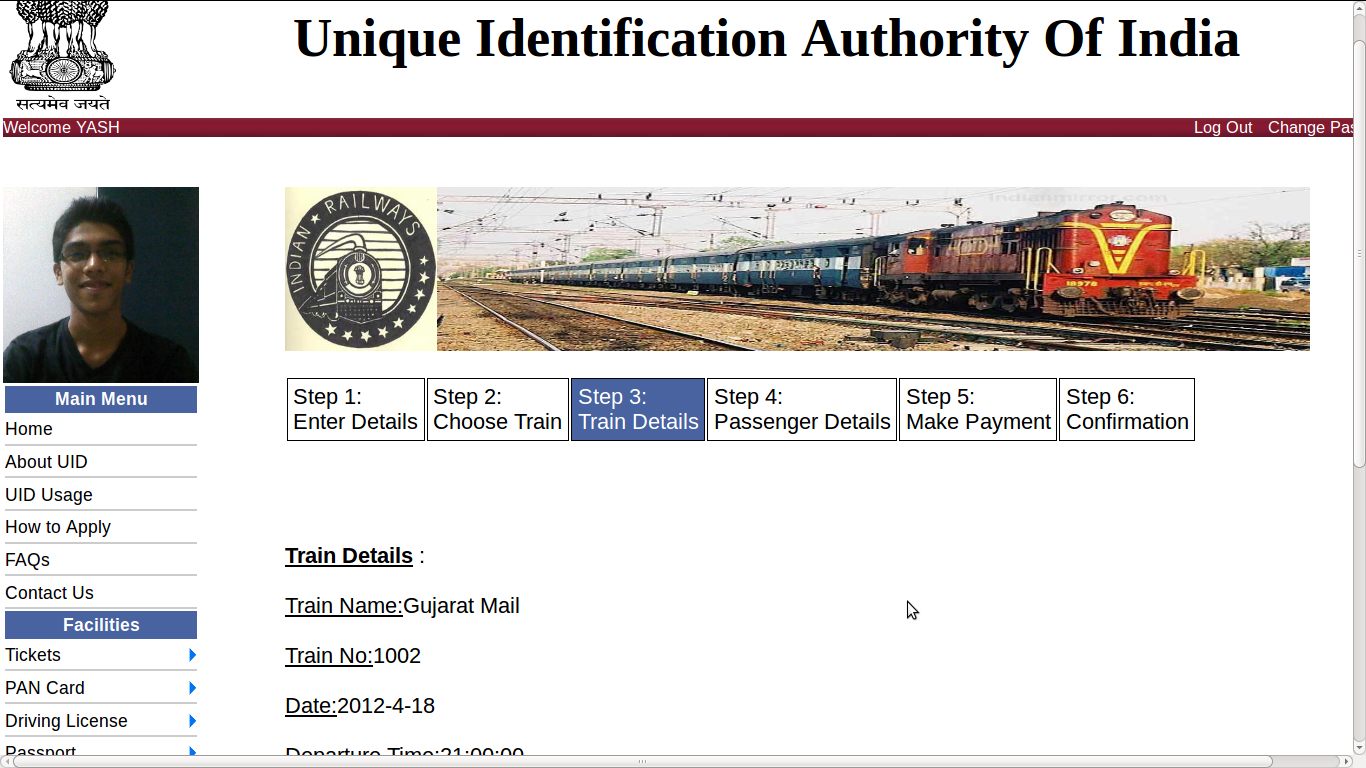 Unique Identification Authority Of India
सत्यमेव जयते
Welcome YASH
Log Out Change Pas
INDIAN RAILWAYS
indianmirror.com
18976
Main Menu
Home
About UID
UID Usage
How to Apply
FAQs
Contact Us
Facilities
Tickets
PAN Card
Driving License
Passport
Step 1:
Enter Details
Step 2:
Choose Train
Step 3:
Train Details
Step 4:
Passenger Details
Step 5:
Make Payment
Step 6:
Confirmation
Train Details :
Train Name:Gujarat Mail
Train No:1002
Date:2012-4-18
Departure Time:21:00:00